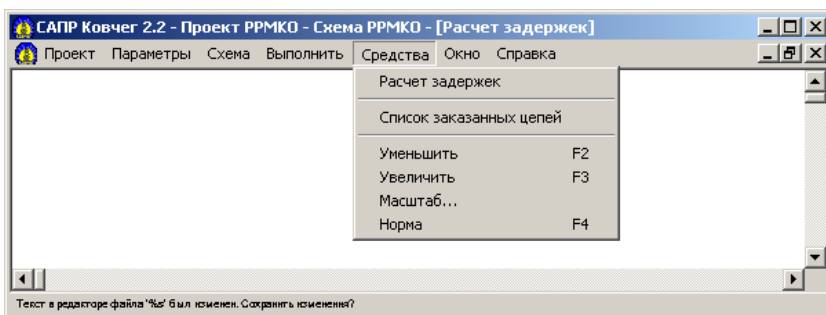 САПР Ковчег 2.2 - Проект РРМКО - Схема РРМКО - [Расчет задержек]
Проект Параметры Схема Выполнить Средства Окно Справка
Расчет задержек
Список заказанных цепей
Уменьшить F2
Увеличить F3
Масштаб...
Норма F4
Текст в редакторе файла '%s' был изменен. Сохранить изменения?